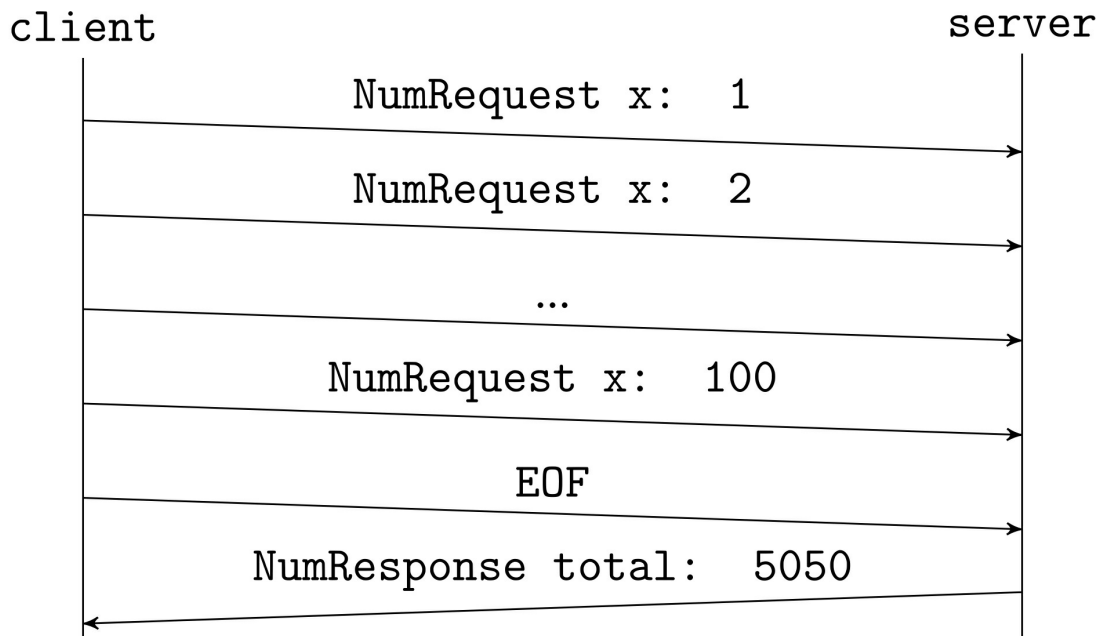 client server
NumRequest x: 1
NumRequest x: 2
...
NumRequest x: 100
EOF
NumResponse total: 5050